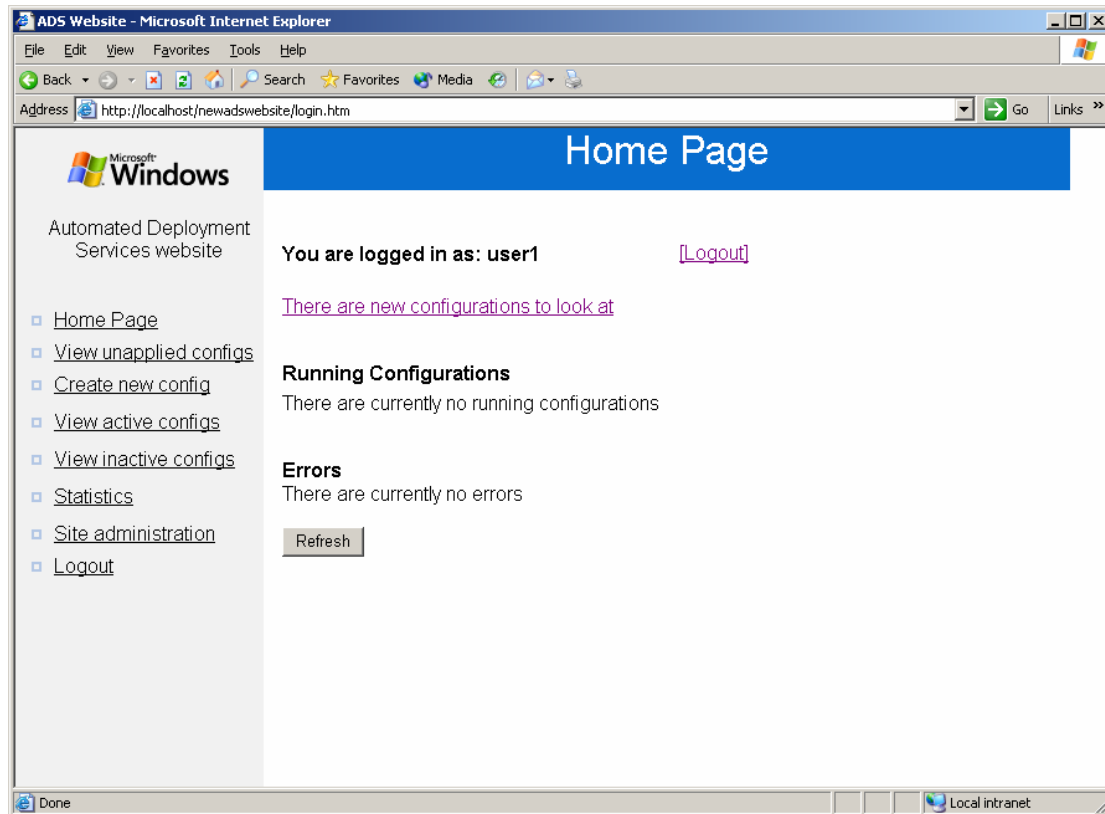 ADS Website - Microsoft Internet Explorer
File Edit View Favorites Tools Help
Back Search Favorites Media
Address http://localhost/newadswebsite/login.htm Go Links »
Microsoft
Windows
Automated Deployment
Services website
Home Page
View unapplied configs
Create new config
View active configs
View inactive configs
Statistics
Site administration
Logout
Home Page
You are logged in as: user1 [Logout]
There are new configurations to look at
Running Configurations
There are currently no running configurations
Errors
There are currently no errors
Refresh
Done Local intranet